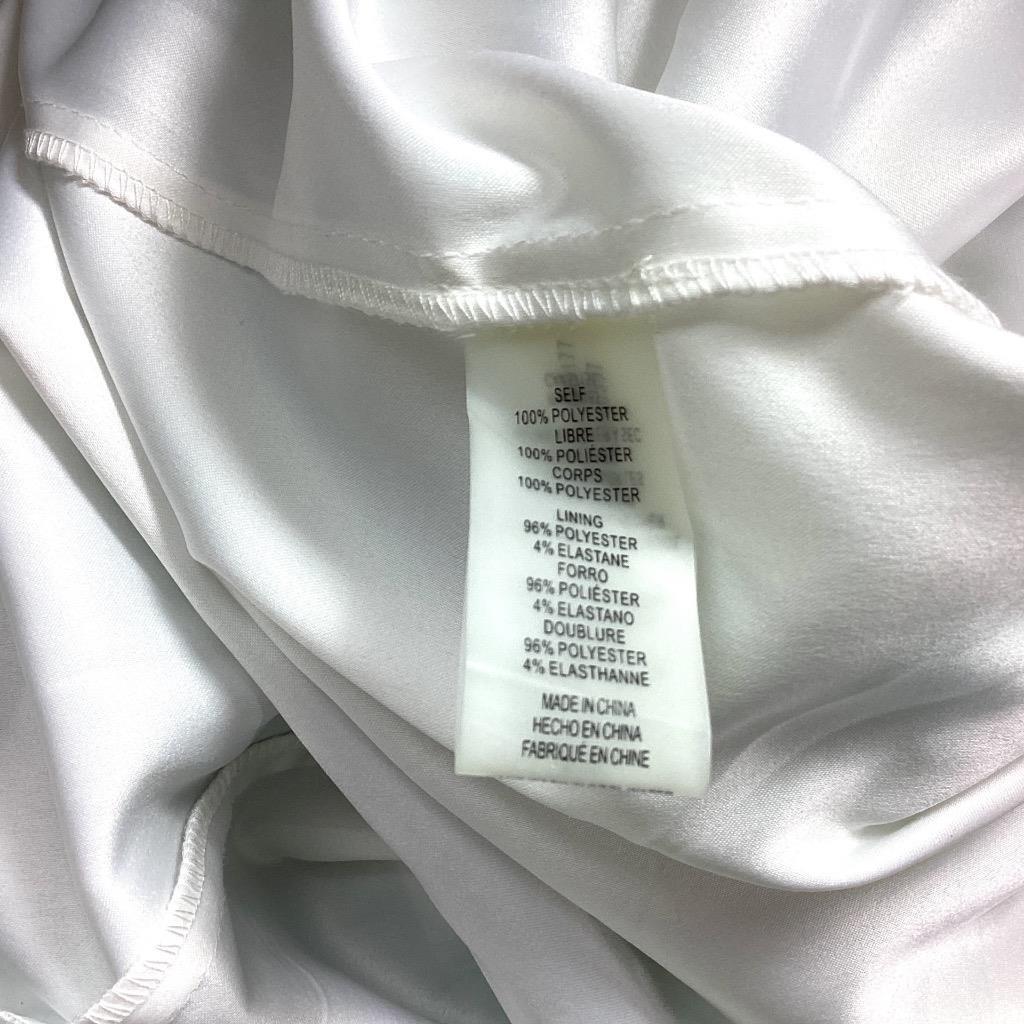 SELF
100% POLYESTER
LIBRE
100% POLIÉSTER
CORPS
100% POLYESTER
LINING
96% POLYESTER
4% ELASTANE
FORRO
96% POLIÉSTER
4% ELASTANO
DOUBLURE
96% POLYESTER
4% ELASTHANNE
MADE IN CHINA
HECHO EN CHINA
FABRIQUÉ EN CHINE